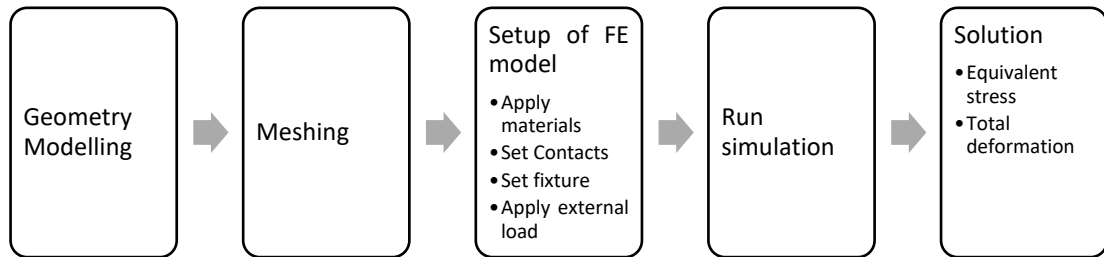 Geometry
Modelling
Meshing
Setup of FE
model
•Apply
materials
•Set Contacts
•Set fixture
•Apply external
load
Run
simulation
Solution
•Equivalent
stress
•Total
deformation